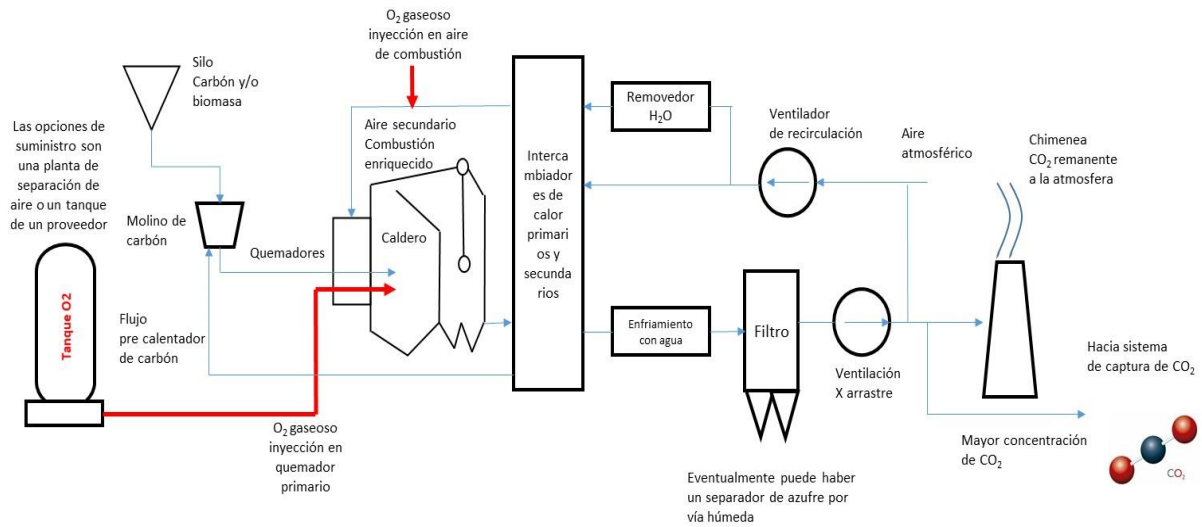 O2 gaseoso
inyección en aire
de combustión
Silo
Carbón y/o
biomasa
Las opciones de
suministro son
una planta de
separación de
aire o un tanque
de un proveedor
Molino de
carbón
Quemadores
Aire secundario
Combustión
enriquecido
Caldero
Tanque O2
Flujo
pre calentador
de carbón
O2 gaseoso
inyección en
quemador
primario
Interca
mbiador
es de
calor
primari
os y
secunda
rios
Removedor
H2O
Ventilador
de recirculación
Aire
atmosférico
Chimenea
CO2 remanente
a la atmosfera
Enfriamiento
con agua
Filtro
Ventilación
X arrastre
Eventualmente puede haber
un separador de azufre por
vía húmeda
Hacia sistema
de captura de CO2
Mayor concentración
de CO2
CO2